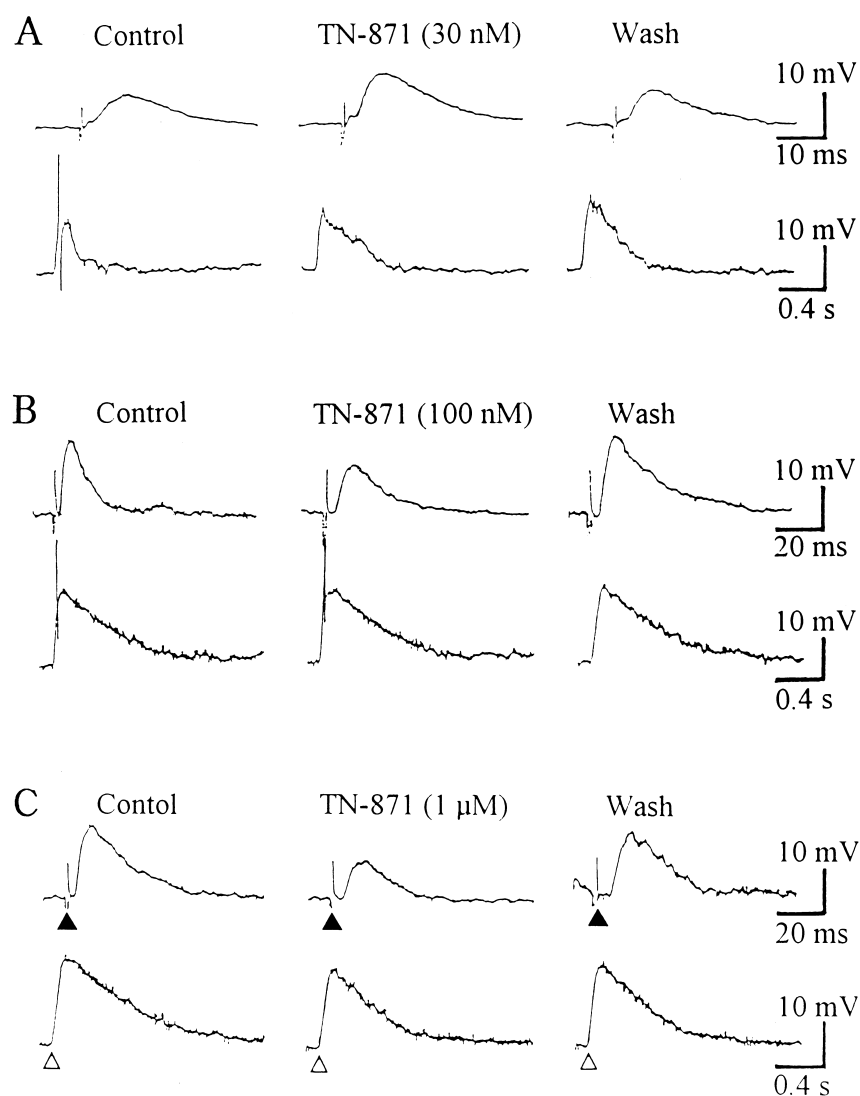 A
Control TN-871 (30 nM) Wash
10 mV
10 ms
10 mV
0.4 s
B
Control TN-871 (100 nM) Wash
10 mV
20 ms
10 mV
0.4 s
C
Contol TN-871 (1 µM) Wash
10 mV
20 ms
10 mV
0.4 s